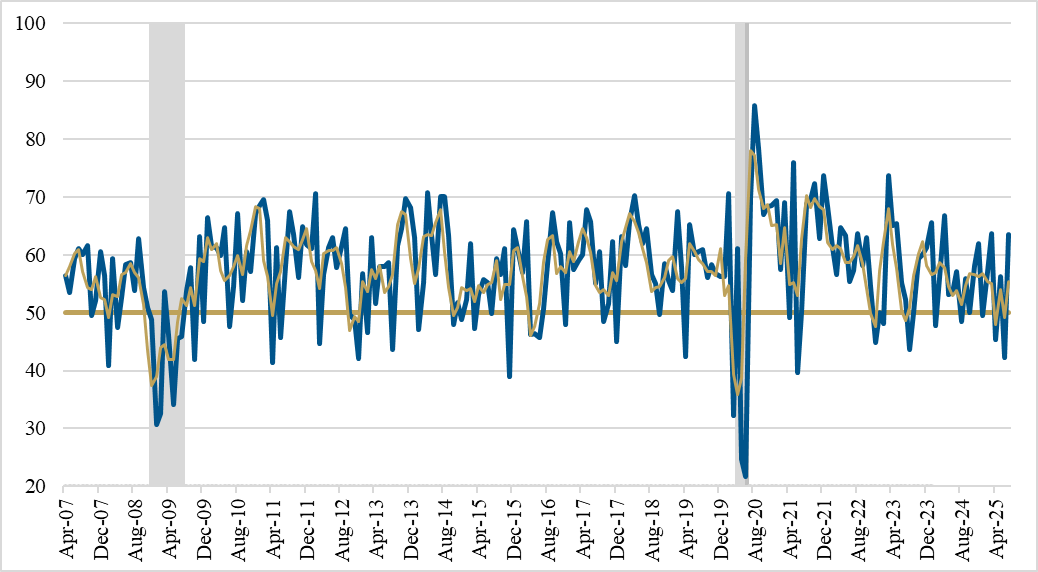 100
90
80
70
60
50
40
30
20
Apr-07
Dec-07
Aug-08
Apr-09
Dec-09
Aug-10
Apr-11
Dec-11
Aug-12
Apr-13
Dec-13
Aug-14
Apr-15
Dec-15
Aug-16
Apr-17
Dec-17
Aug-18
Apr-19
Dec-19
Aug-20
Apr-21
Dec-21
Aug-22
Apr-23
Dec-23
Aug-24
Apr-25